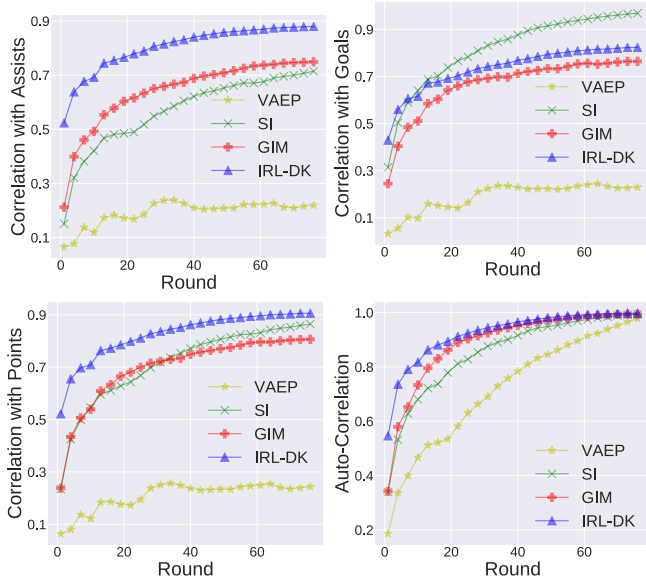 Correlation with Assists
0.9
0.7
0.5
0.3
0.1
VAEP
SI
GIM
IRL-DK
0 20 40 60
Round
Correlation with Goals
0.9
0.7
0.5
0.3
0.1
VAEP
SI
GIM
IRL-DK
0 20 40 60
Round
Correlation with Points
0.9
0.7
0.5
0.3
0.1
VAEP
SI
GIM
IRL-DK
0 20 40 60
Round
Auto-Correlation
1.0
0.8
0.6
0.4
0.2
VAEP
SI
GIM
IRL-DK
0 20 40 60
Round